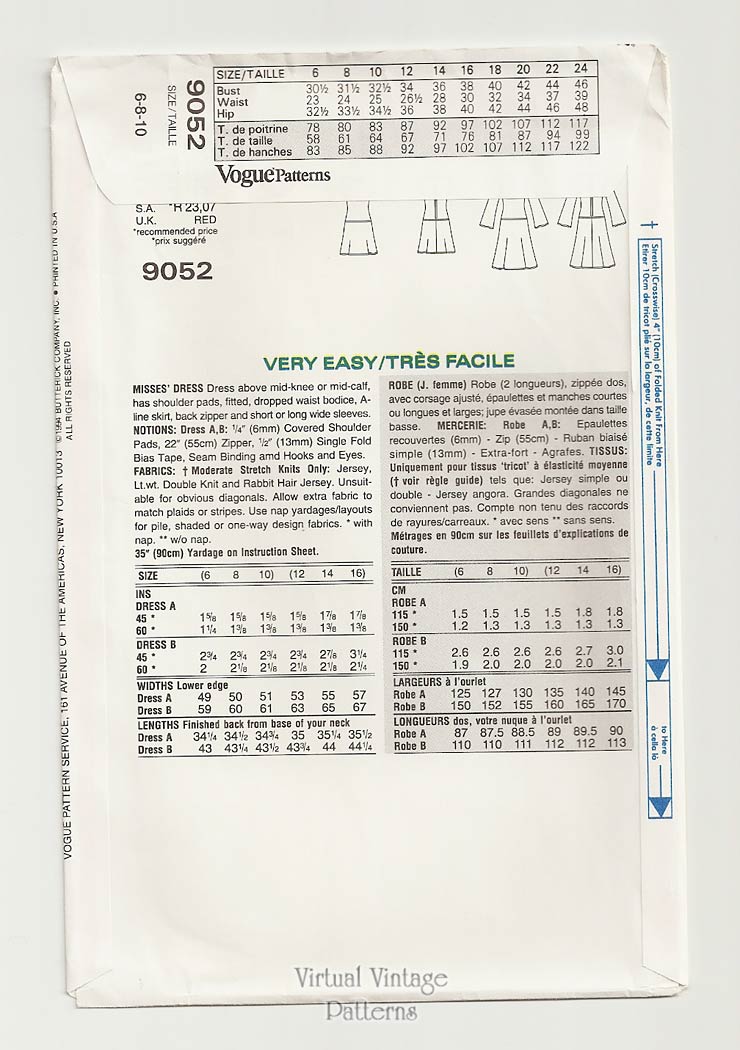 SIZE/TAILLE 6 8 10 12 14 16 18 20 22 24
Bust 30½ 31½ 32½ 34 36 38 40 42 44 46
Waist 23 24 25 26½ 28 30 32 34 37 39
Hip 32½ 33½ 34½ 36 38 40 42 44 46 48
T. de poitrine 78 80 83 87 92 97 102 107 112 117
T. de taille 58 61 64 67 71 76 81 87 94 99
T. de hanches 83 85 88 92 97 102 107 112 117 122
Vogue Patterns
9052
SIZE/TAILLE
6-8-10
S.A. *R 23,07
U.K. RED
*recommended price
*prix suggéré
9052
VERY EASY/TRÈS FACILE
MISSES' DRESS Dress above mid-knee or mid-calf,
has shoulder pads, fitted, dropped waist bodice, A-
line skirt, back zipper and short or long wide sleeves.
NOTIONS: Dress A,B: ¼" (6mm) Covered Shoulder
Pads, 22" (55cm) Zipper, ½" (13mm) Single Fold
Bias Tape, Seam Binding amd Hooks and Eyes.
FABRICS: † Moderate Stretch Knits Only: Jersey,
Lt.wt. Double Knit and Rabbit Hair Jersey. Unsuit-
able for obvious diagonals. Allow extra fabric to
match plaids or stripes. Use nap yardages/layouts
for pile, shaded or one-way design fabrics. * with
nap. ** w/o nap.
35" (90cm) Yardage on Instruction Sheet.
SIZE (6 8 10) (12 14 16)
INS
DRESS A
45 * 1⅝ 1⅝ 1⅝ 1⅝ 1⅞ 1⅞
60 * 1¼ 1⅜ 1⅜ 1⅜ 1⅜ 1⅜
DRESS B
45 * 2¾ 2¾ 2¾ 2¾ 2⅞ 3¼
60 * 2 2⅛ 2⅛ 2⅛ 2⅛ 2¼
WIDTHS Lower edge
Dress A 49 50 51 53 55 57
Dress B 59 60 61 63 65 67
LENGTHS Finished back from base of your neck
Dress A 34¼ 34½ 34¾ 35 35¼ 35½
Dress B 43 43¼ 43½ 43¾ 44 44¼
ROBE (J. femme) Robe (2 longueurs), zippée dos,
avec corsage ajusté, épaulettes et manches courtes
ou longues et larges; jupe évasée montée dans taille
basse. MERCERIE: Robe A,B: Epaulettes
recouvertes (6mm) - Zip (55cm) - Ruban biaisé
simple (13mm) - Extra-fort - Agrafes. TISSUS:
Uniquement pour tissus 'tricot' à élasticité moyenne
(† voir règle guide) tels que: Jersey simple ou
double - Jersey angora. Grandes diagonales ne
conviennent pas. Compte non tenu des raccords
de rayures/carreaux. * avec sens ** sans sens.
Métrages en 90cm sur les feuillets d'explications de
couture.
TAILLE (6 8 10) (12 14 16)
CM
ROBE A
115 * 1.5 1.5 1.5 1.5 1.8 1.8
150 * 1.2 1.3 1.3 1.3 1.3 1.3
ROBE B
115 * 2.6 2.6 2.6 2.6 2.7 3.0
150 * 1.9 2.0 2.0 2.0 2.0 2.1
LARGEURS à l'ourlet
Robe A 125 127 130 135 140 145
Robe B 150 152 155 160 165 170
LONGUEURS dos, votre nuque à l'ourlet
Robe A 87 87.5 88.5 89 89.5 90
Robe B 110 110 111 112 112 113
† Stretch (Crosswise) 4" (10cm) of Folded Knit From Here
Etirer 10cm de tricot plié sur la largeur, de cette limite
to Here
à celle là
VOGUE PATTERN SERVICE, 161 AVENUE OF THE AMERICAS, NEW YORK 10013 ©1994 BUTTERICK COMPANY, INC. ● PRINTED IN U.S.A
ALL RIGHTS RESERVED
Virtual Vintage
Patterns